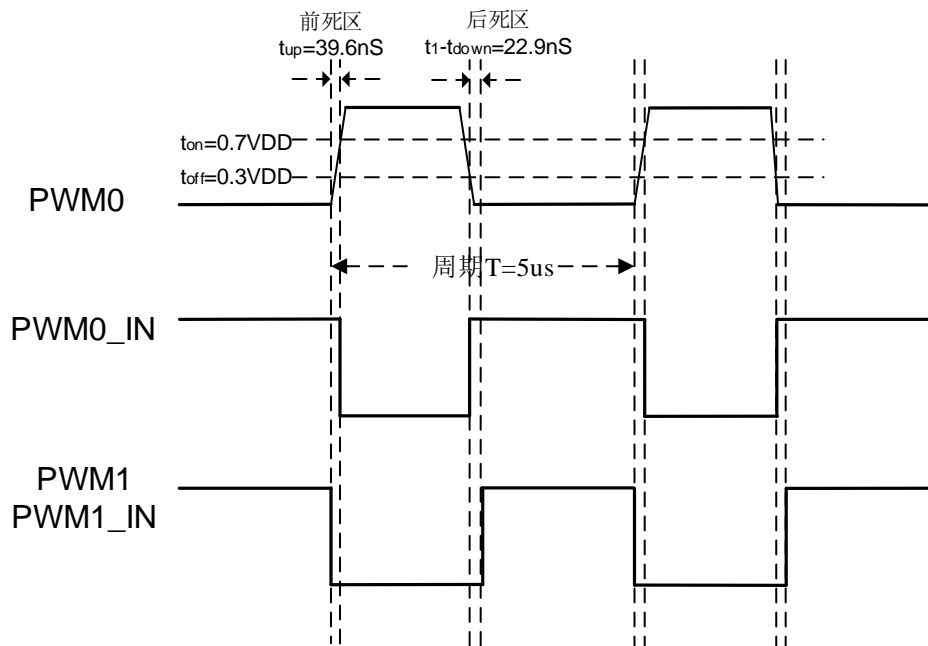 前死区
tup=39.6nS
后死区
t1-tdown=22.9nS
ton=0.7VDD
toff=0.3VDD
PWM0
周期T=5us
PWM0_IN
PWM1
PWM1_IN